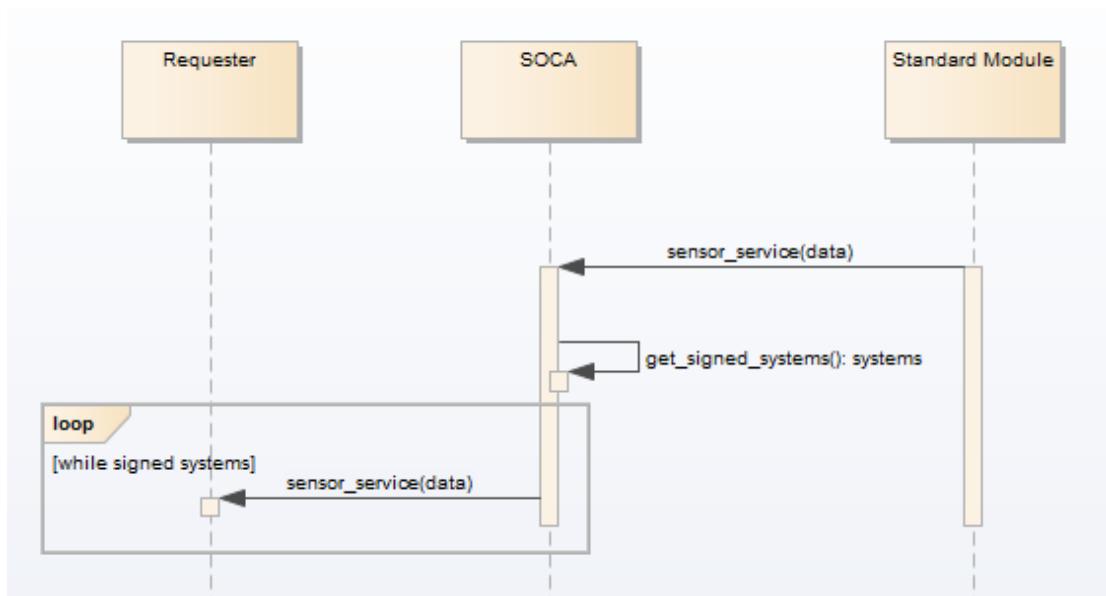 Requester
SOCA
Standard Module
sensor_service(data)
get_signed_systems(): systems
loop
[while signed systems]
sensor_service(data)